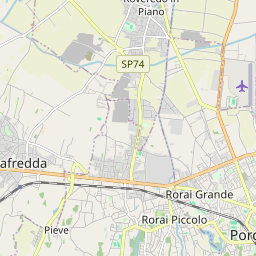 Roveredo in
Piano
SP74
afredda
Rorai Grande
Rorai Piccolo
Pieve
Porc